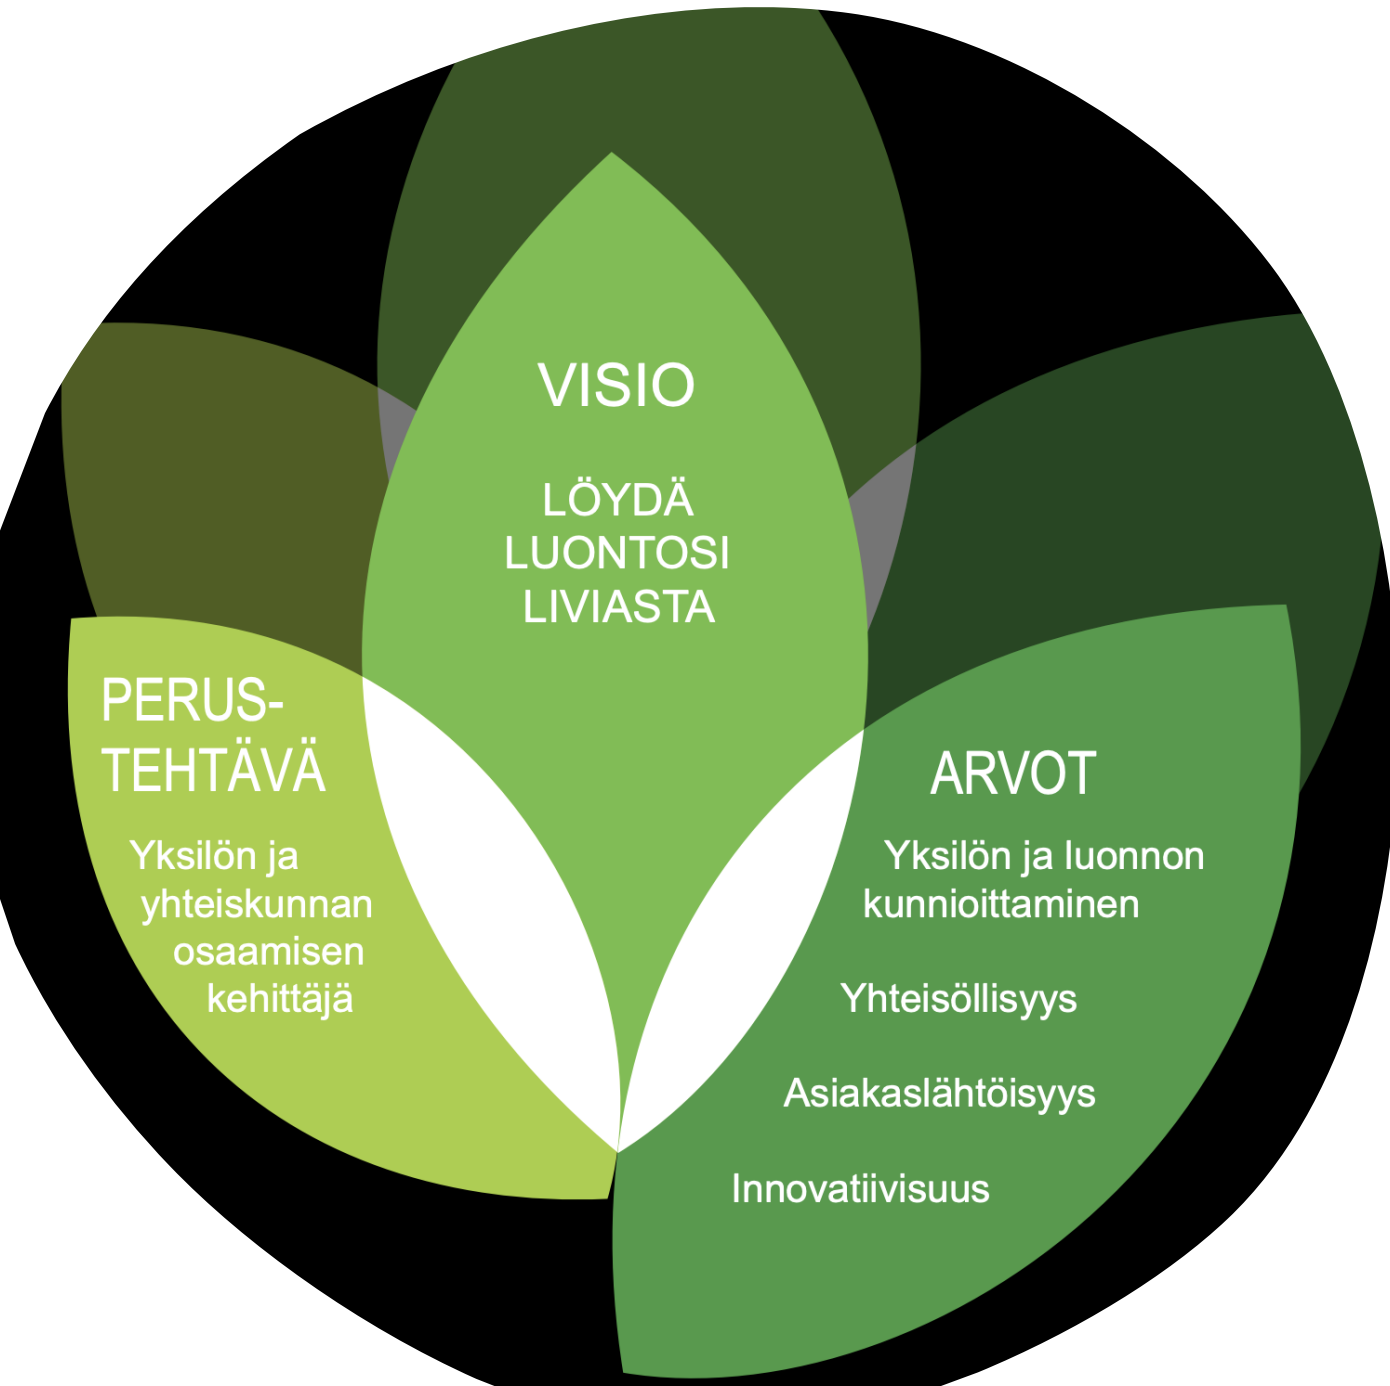 VISIO
LÖYDÄ
LUONTOSI
LIVIASTA
PERUS-
TEHTÄVÄ
Yksilön ja
yhteiskunnan
osaamisen
kehittäjä
ARVOT
Yksilön ja luonnon
kunnioittaminen
Yhteisöllisyys
Asiakaslähtöisyys
Innovatiivisuus